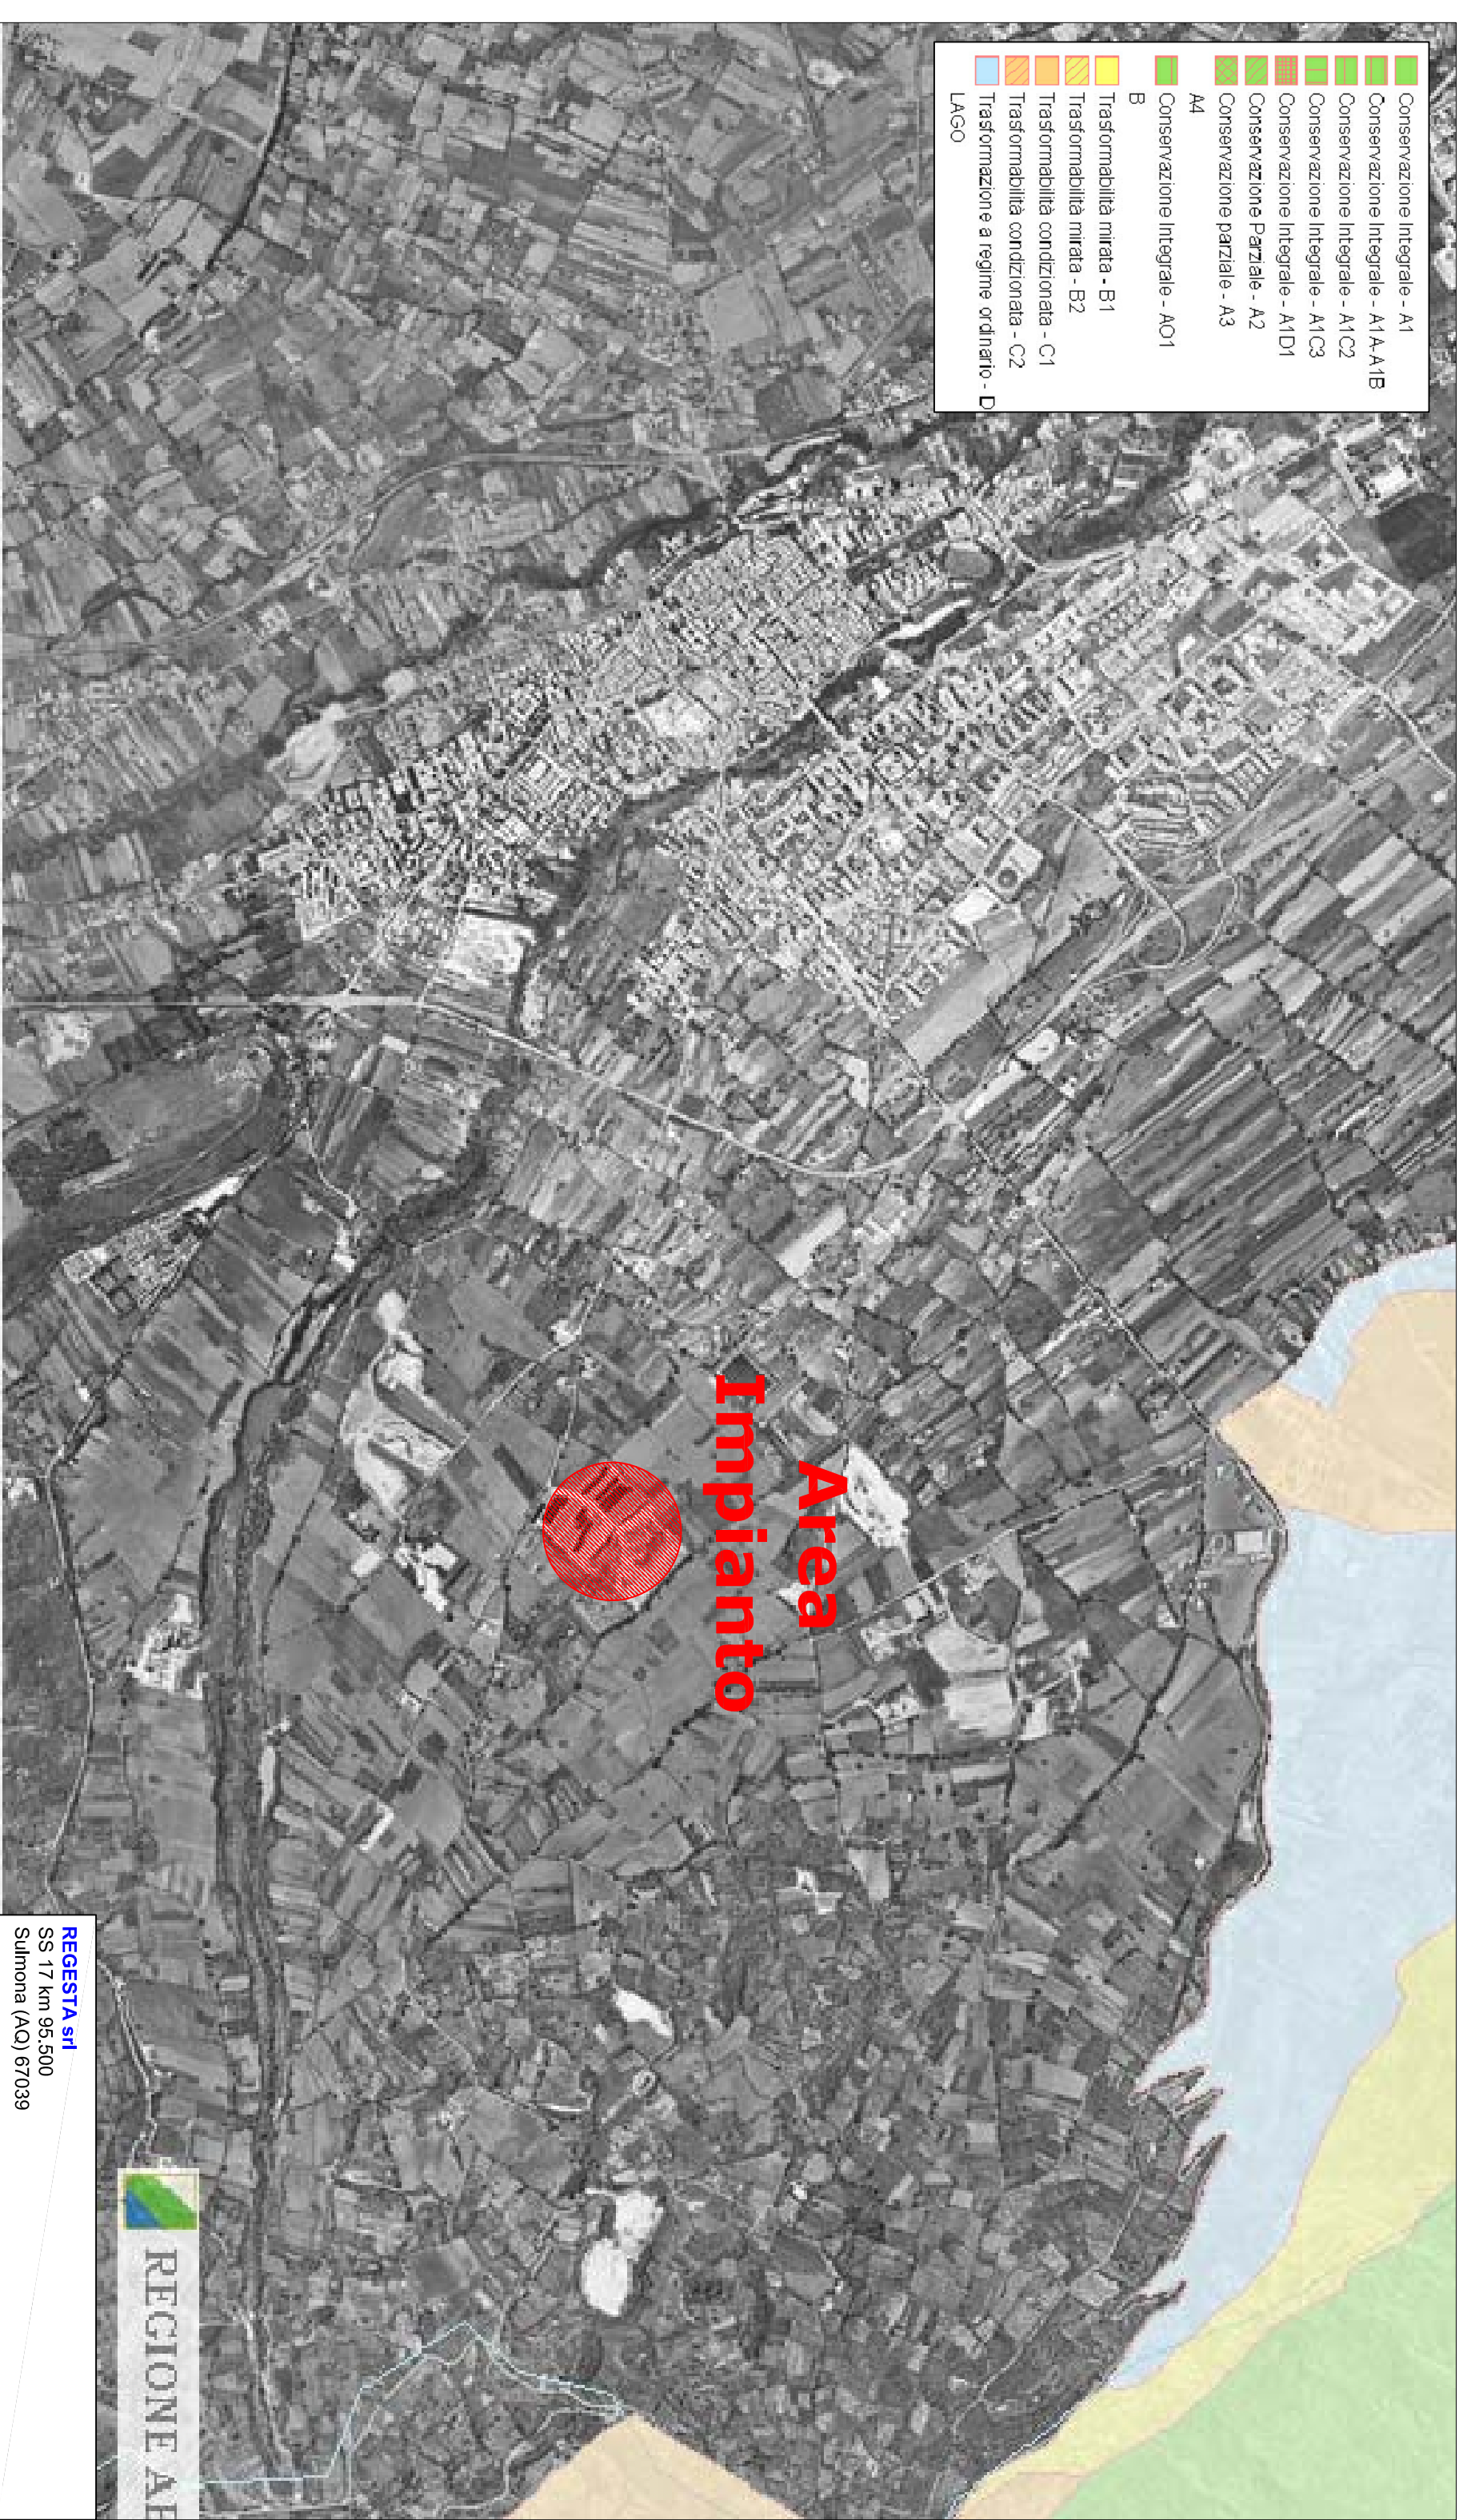 Conservazione Integrale - A1
Conservazione Integrale - A1A-A1B
Conservazione Integrale - A1C2
Conservazione Integrale - A1C3
Conservazione Integrale - A1D1
Conservazione Parziale - A2
Conservazione parziale - A3
A4
Conservazione Integrale - AO1
B
Trasformabilità mirata - B1
Trasformabilità mirata - B2
Trasformabilità condizionata - C1
Trasformabilità condizionata - C2
Trasformazione a regime ordinario - D
LAGO
Area
Impianto
REGIONE AB
REGESTA srl
SS 17 km 95.500
Sulmona (AQ) 67039